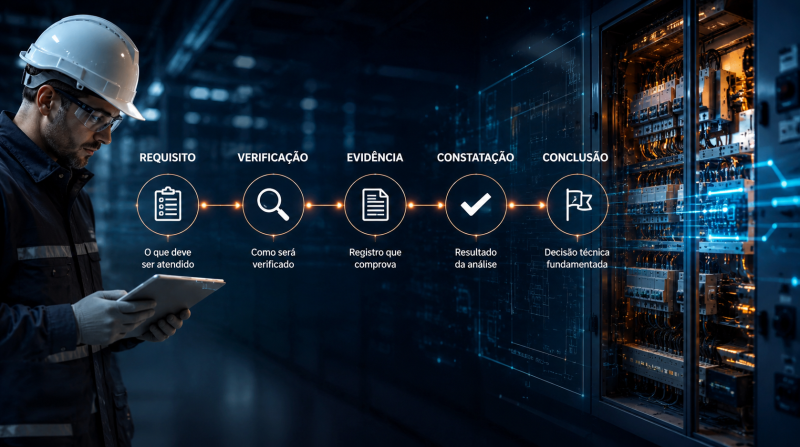 REQUISITO
VERIFICAÇÃO
EVIDÊNCIA
CONSTATAÇÃO
CONCLUSÃO
O que deve
ser atendido
Como será
verificado
Registro que
comprova
Resultado
da análise
Decisão técnica
fundamentada